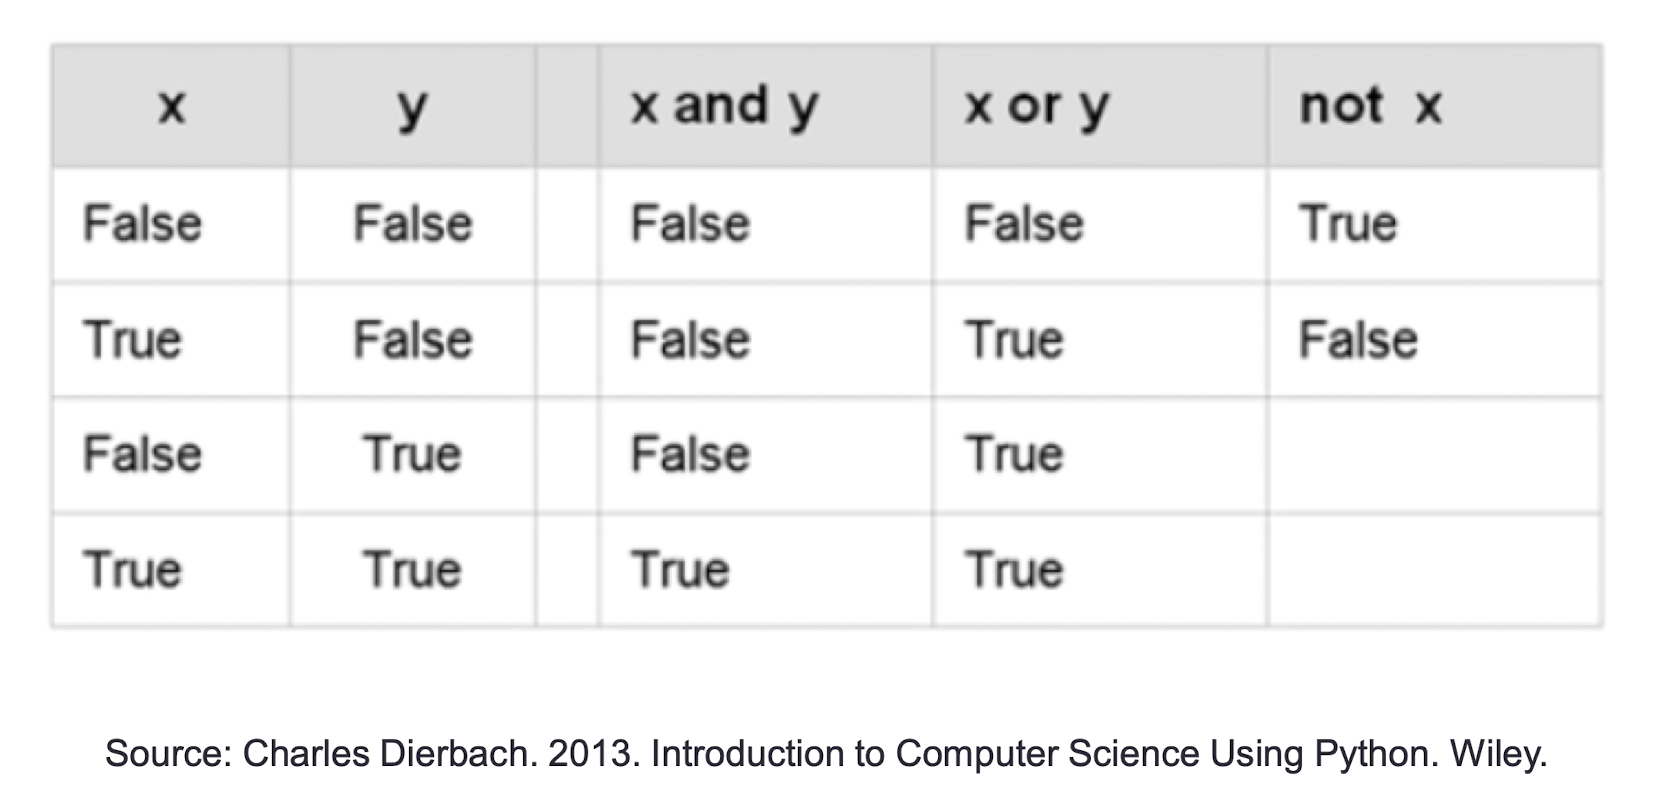 x y x and y x or y not x
False False False False True
True False False True False
False True False True
True True True True
Source: Charles Dierbach. 2013. Introduction to Computer Science Using Python. Wiley.